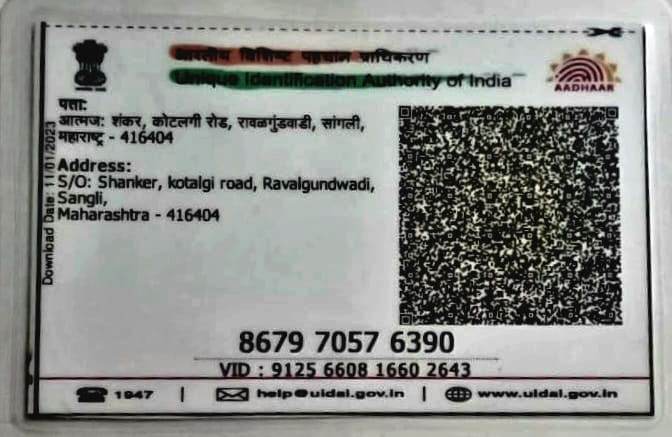 भारतीय विशिष्ट पहचान प्राधिकरण
Unique Identification Authority of India
AADHAAR
पता:
आत्मज: शंकर, कोटलगी रोड, रावळगुंडवाडी, सांगली,
महाराष्ट्र - 416404
Address:
S/O: Shanker, kotalgi road, Ravalgundwadi,
Sangli,
Maharashtra - 416404
Download Date: 11/01/2023
8679 7057 6390
VID : 9125 6608 1660 2643
1947 | help@uidai.gov.in | www.uidai.gov.in